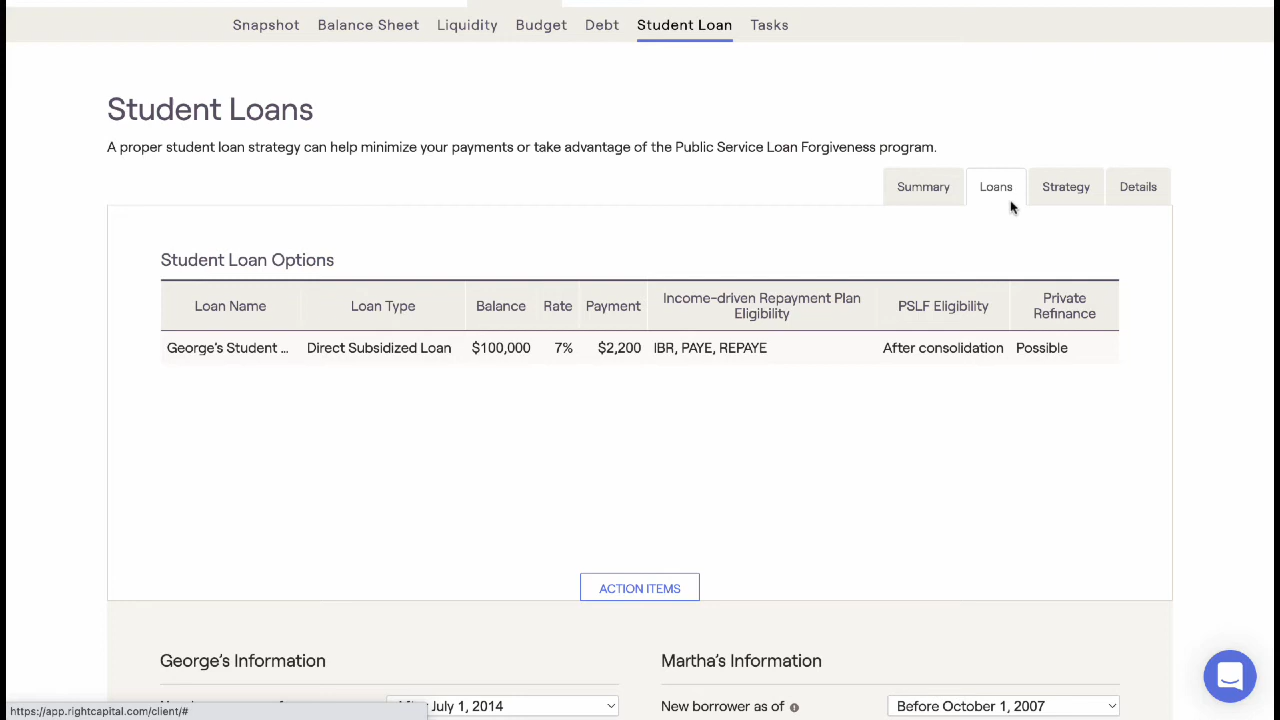 Snapshot Balance Sheet Liquidity Budget Debt Student Loan Tasks
Student Loans
A proper student loan strategy can help minimize your payments or take advantage of the Public Service Loan Forgiveness program.
Summary Loans Strategy Details
Student Loan Options
Loan Name Loan Type Balance Rate Payment Income-driven Repayment Plan Eligibility PSLF Eligibility Private Refinance
George's Student ... Direct Subsidized Loan $100,000 7% $2,200 IBR, PAYE, REPAYE After consolidation Possible
ACTION ITEMS
George's Information Martha's Information
July 1, 2014 New borrower as of Before October 1, 2007
https://app.rightcapital.com/client/#